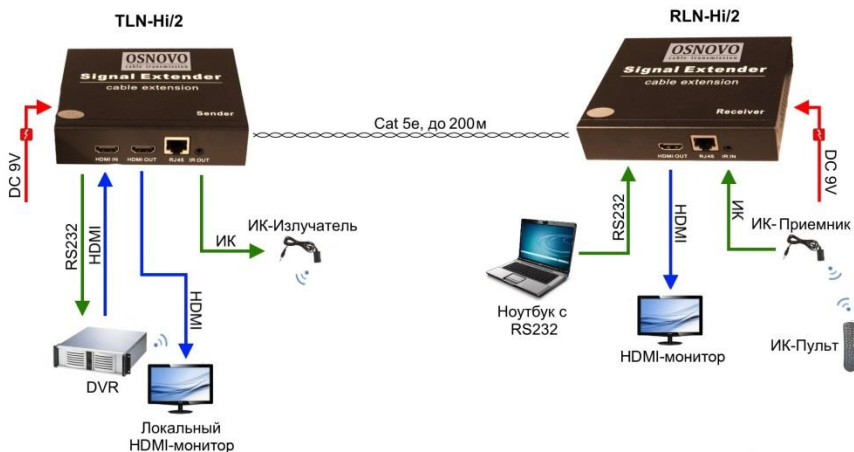 TLN-Hi/2
RLN-Hi/2
OSNOVO
cable transmission
Signal Extender
cable extension
Sender
HDMI IN HDMI OUT RJ45 IR OUT
OSNOVO
cable transmission
Signal Extender
cable extension
Receiver
HDMI OUT RJ45 IR IN
Cat 5e, до 200м
DC 9V
DC 9V
RS232
HDMI
HDMI
ИК
ИК-Излучатель
RS232
HDMI
ИК
ИК-Приемник
DVR
Локальный
HDMI-монитор
Ноутбук с
RS232
HDMI-монитор
ИК-Пульт